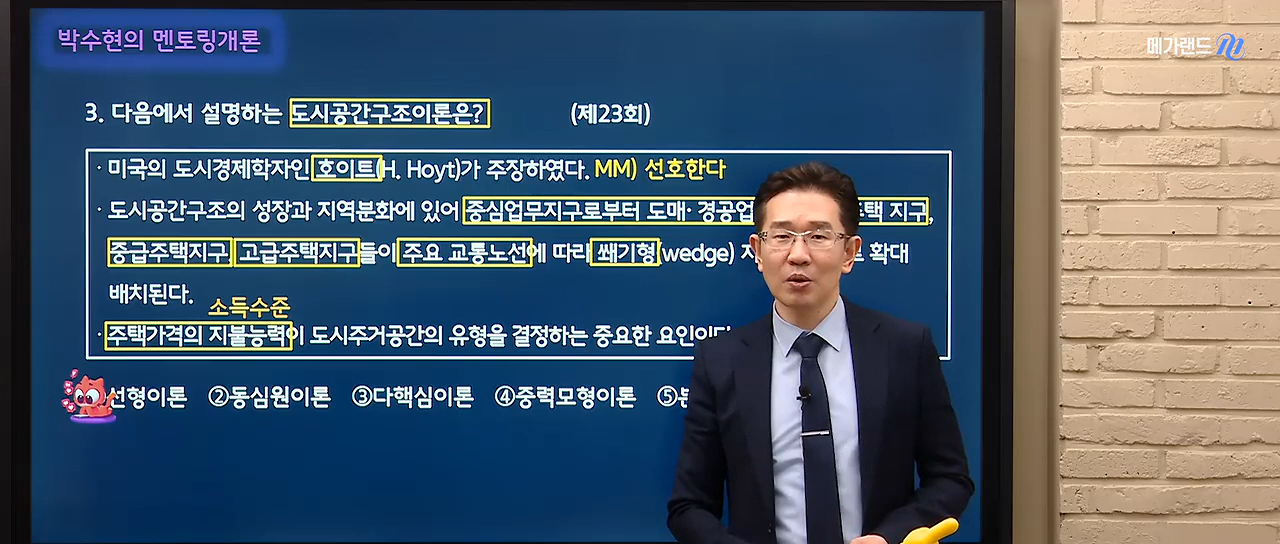 박수현의 멘토링개론
메가랜드
3. 다음에서 설명하는 도시공간구조이론은? (제23회)
· 미국의 도시경제학자인 호이트(H. Hoyt)가 주장하였다. MM) 선호한다
· 도시공간구조의 성장과 지역분화에 있어 중심업무지구로부터 도매·경공업 주택 지구,
중급주택지구, 고급주택지구들이 주요 교통노선에 따라 쐐기형(wedge) 확대
배치된다.
소득수준
· 주택가격의 지불능력이 도시주거공간의 유형을 결정하는 중요한 요인이다
선형이론 ②동심원이론 ③다핵심이론 ④중력모형이론 ⑤